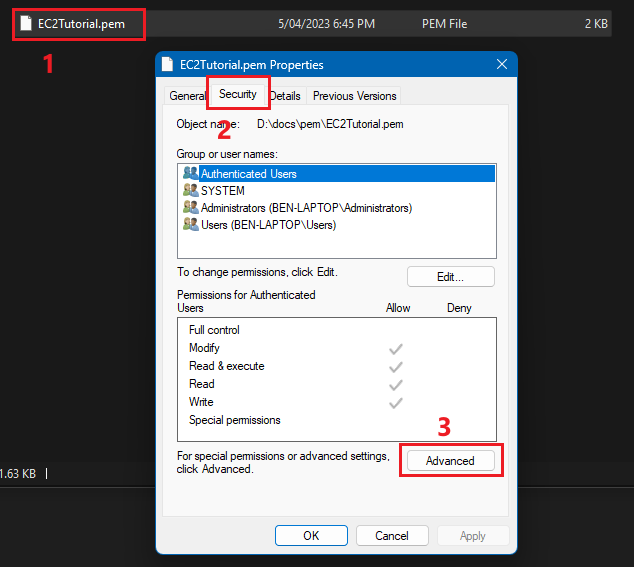 EC2Tutorial.pem 5/04/2023 6:45 PM PEM File 2 KB
1
EC2Tutorial.pem Properties
General Security Details Previous Versions
2
Object name: D:\docs\pem\EC2Tutorial.pem
Group or user names:
Authenticated Users
SYSTEM
Administrators (BEN-LAPTOP\Administrators)
Users (BEN-LAPTOP\Users)
To change permissions, click Edit. Edit...
Permissions for Authenticated
Users Allow Deny
Full control
Modify
Read & execute
Read
Write
Special permissions
3
For special permissions or advanced settings,
click Advanced. Advanced
1.63 KB
OK Cancel Apply